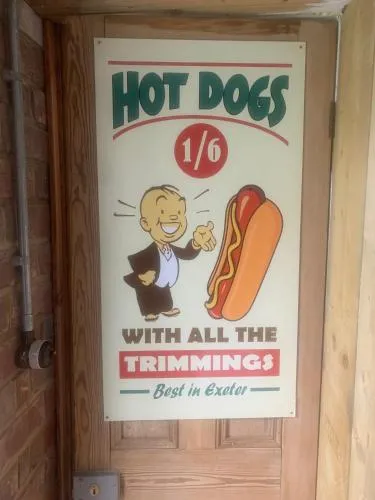 HOT DOGS
1/6
WITH ALL THE
TRIMMINGS
Best in Exeter